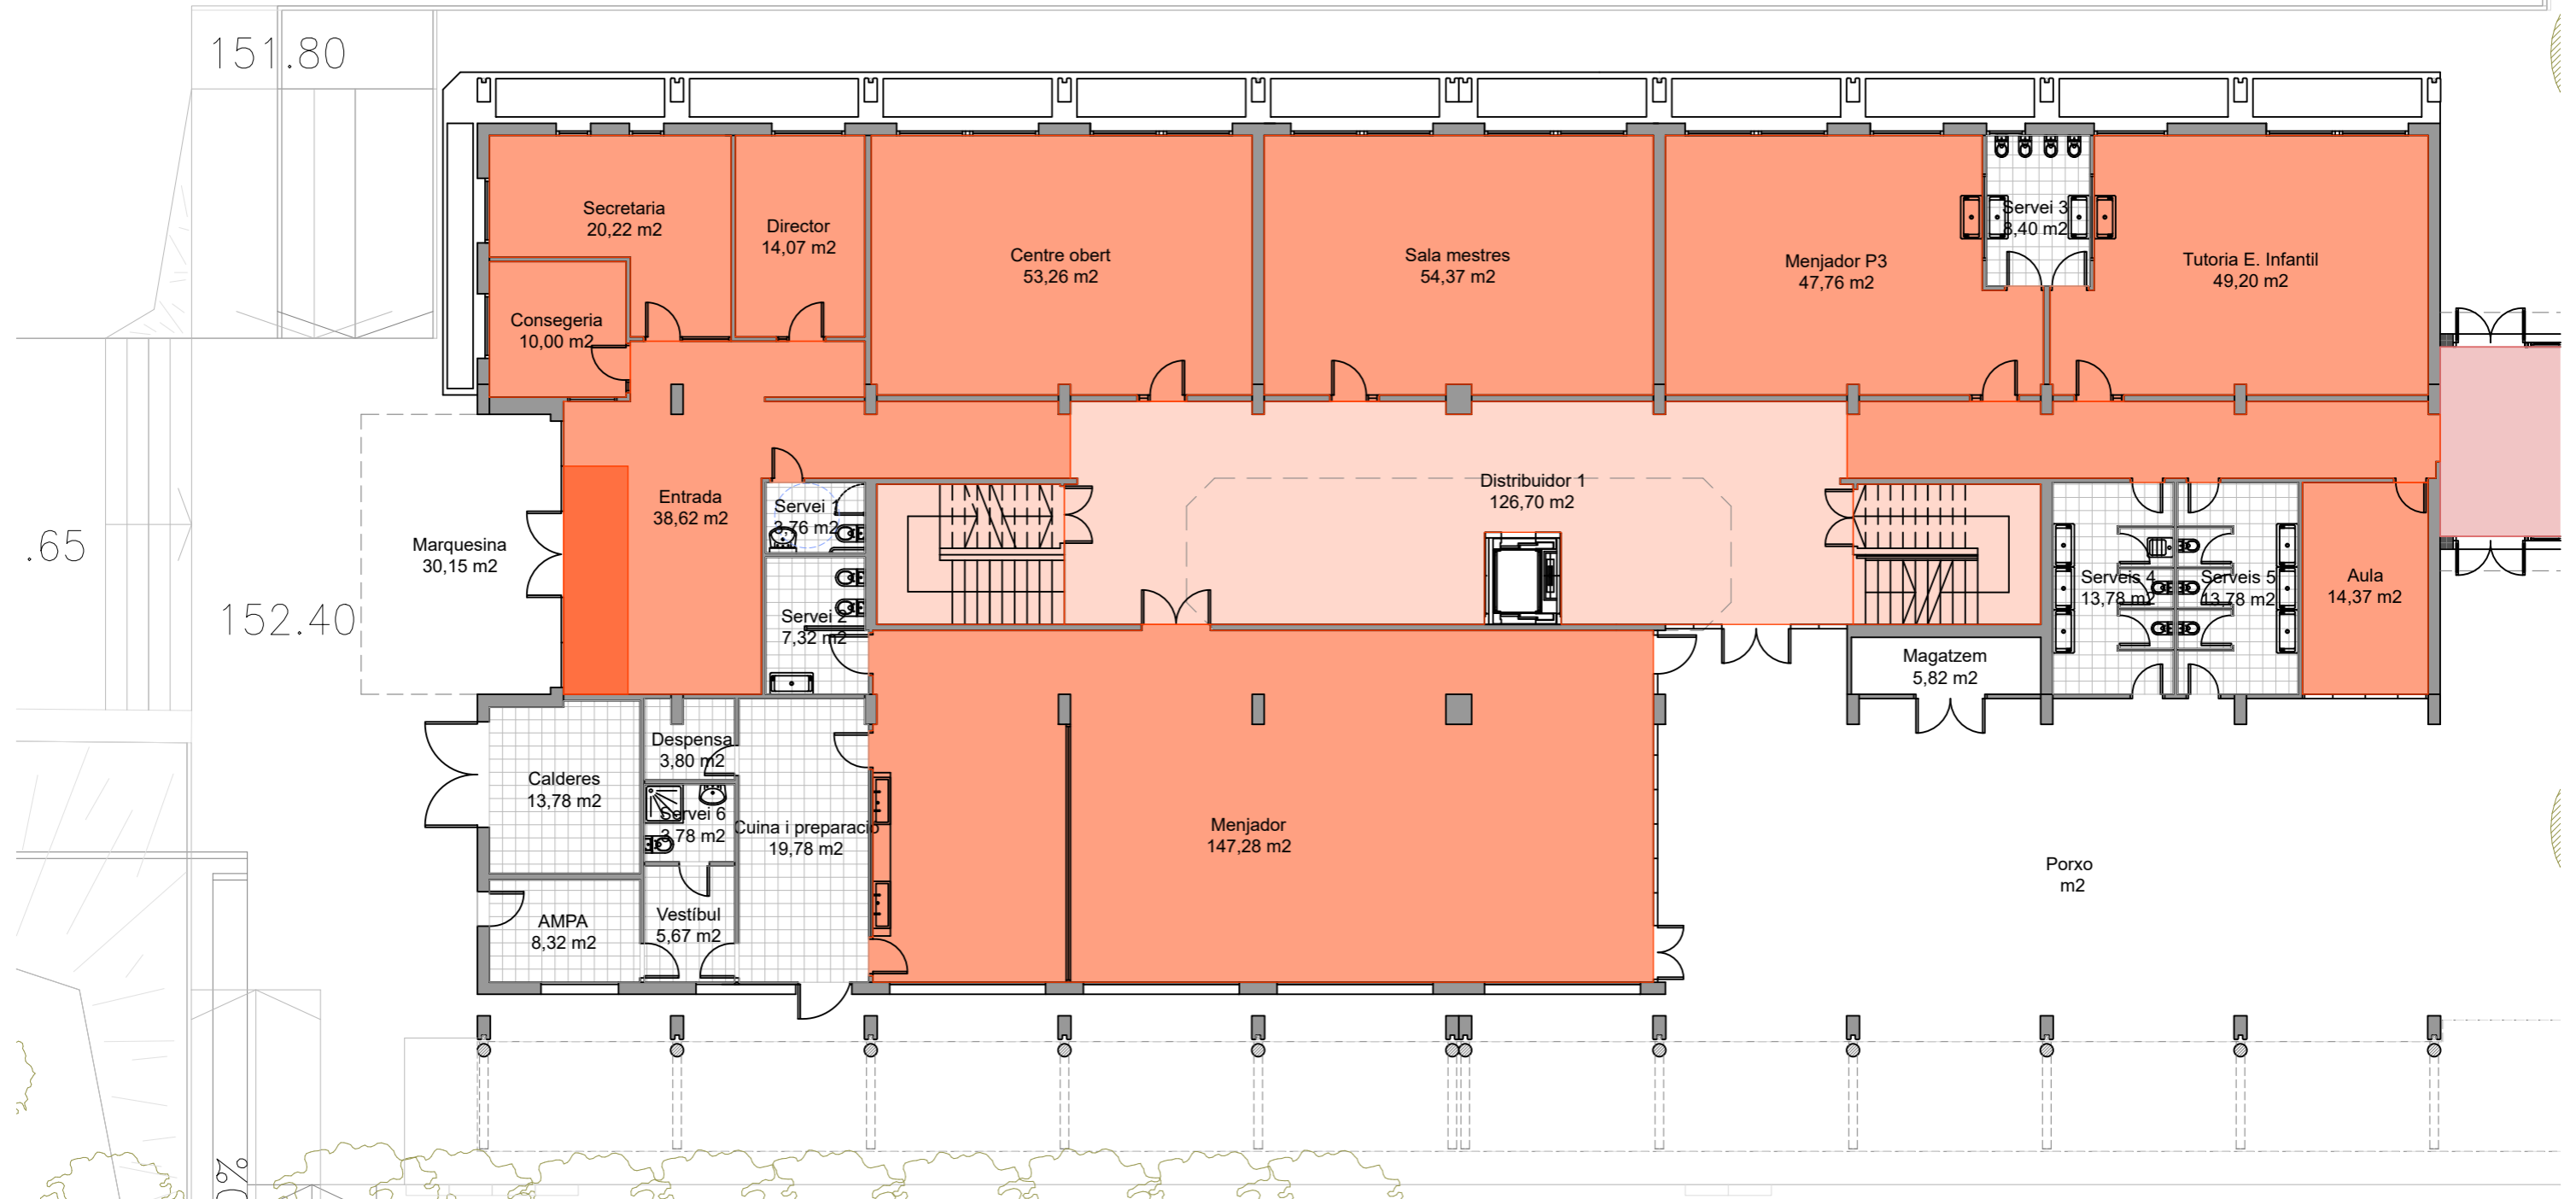 151.80
Secretaria
20,22 m2
Director
14,07 m2
Centre obert
53,26 m2
Sala mestres
54,37 m2
Menjador P3
47,76 m2
Servei 3
8,40 m2
Tutoria E. Infantil
49,20 m2
Consegeria
10,00 m2
Entrada
38,62 m2
Servei 1
3,76 m2
Distribuidor 1
126,70 m2
.65
Marquesina
30,15 m2
152.40
Servei 2
7,32 m2
Serveis 4
13,78 m2
Serveis 5
13,78 m2
Aula
14,37 m2
Magatzem
5,82 m2
Despensa
3,80 m2
Calderes
13,78 m2
Servei 6
3,78 m2
Cuina i preparació
19,78 m2
Menjador
147,28 m2
Porxo
m2
AMPA
8,32 m2
Vestíbul
5,67 m2
0%